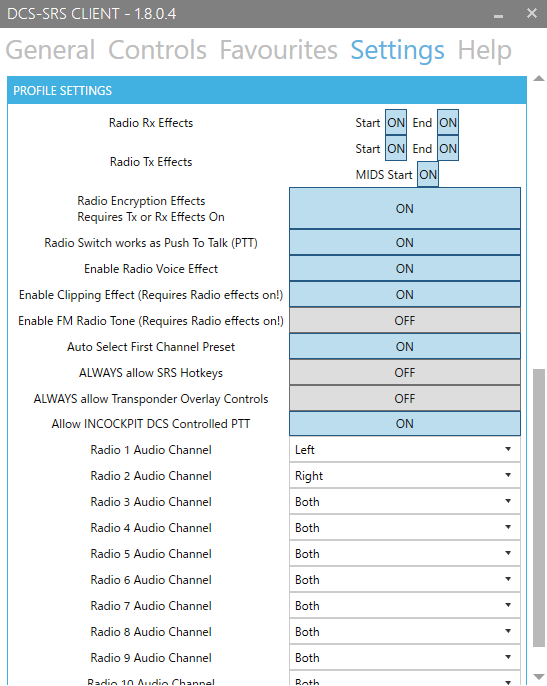 DCS-SRS CLIENT - 1.8.0.4
General Controls Favourites Settings Help
PROFILE SETTINGS
Radio Rx Effects Start ON End ON
Radio Tx Effects Start ON End ON
MIDS Start ON
Radio Encryption Effects
Requires Tx or Rx Effects On ON
Radio Switch works as Push To Talk (PTT) ON
Enable Radio Voice Effect ON
Enable Clipping Effect (Requires Radio effects on!) ON
Enable FM Radio Tone (Requires Radio effects on!) OFF
Auto Select First Channel Preset ON
ALWAYS allow SRS Hotkeys OFF
ALWAYS allow Transponder Overlay Controls OFF
Allow INCOCKPIT DCS Controlled PTT ON
Radio 1 Audio Channel Left
Radio 2 Audio Channel Right
Radio 3 Audio Channel Both
Radio 4 Audio Channel Both
Radio 5 Audio Channel Both
Radio 6 Audio Channel Both
Radio 7 Audio Channel Both
Radio 8 Audio Channel Both
Radio 9 Audio Channel Both
Radio 10 Audio Channel Both